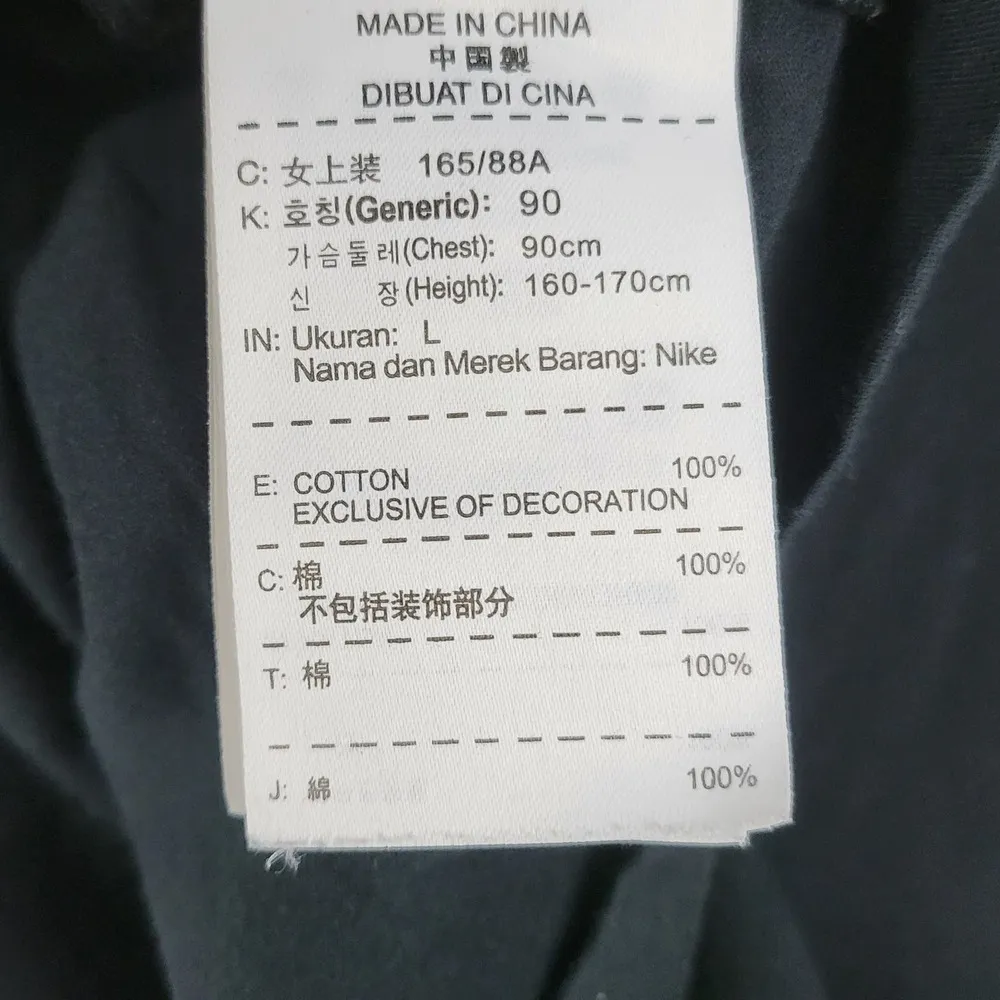 MADE IN CHINA
中国製
DIBUAT DI CINA
C: 女上装 165/88A
K: 호칭(Generic): 90
가슴둘레(Chest): 90cm
신 장(Height): 160-170cm
IN: Ukuran: L
Nama dan Merek Barang: Nike
E: COTTON 100%
EXCLUSIVE OF DECORATION
C: 棉 100%
不包括装饰部分
T: 棉 100%
J: 綿 100%